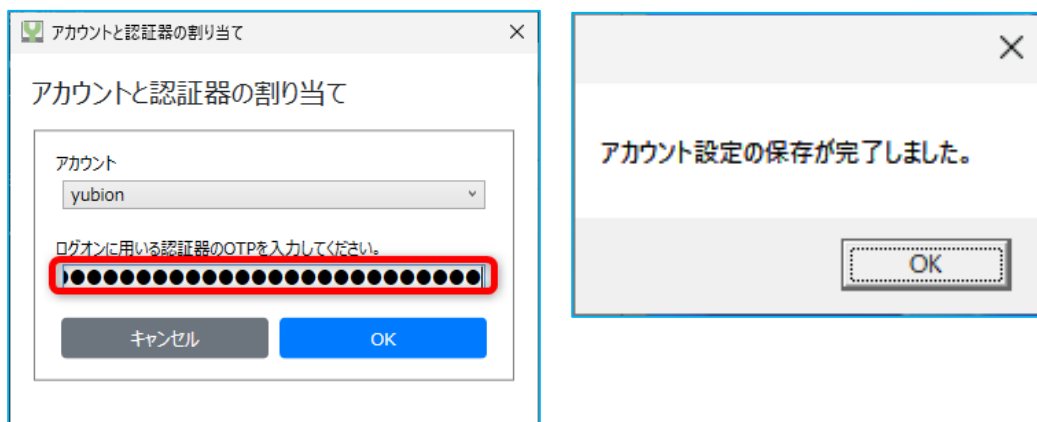 アカウントと認証器の割り当て
アカウントと認証器の割り当て
アカウント
yubion
ログオンに用いる認証器のOTPを入力してください。
●●●●●●●●●●●●●●●●●●●●●●●●●●
キャンセル
OK
アカウント設定の保存が完了しました。
OK